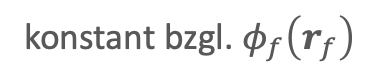 konstant bzgl. ϕ_f(r_f)